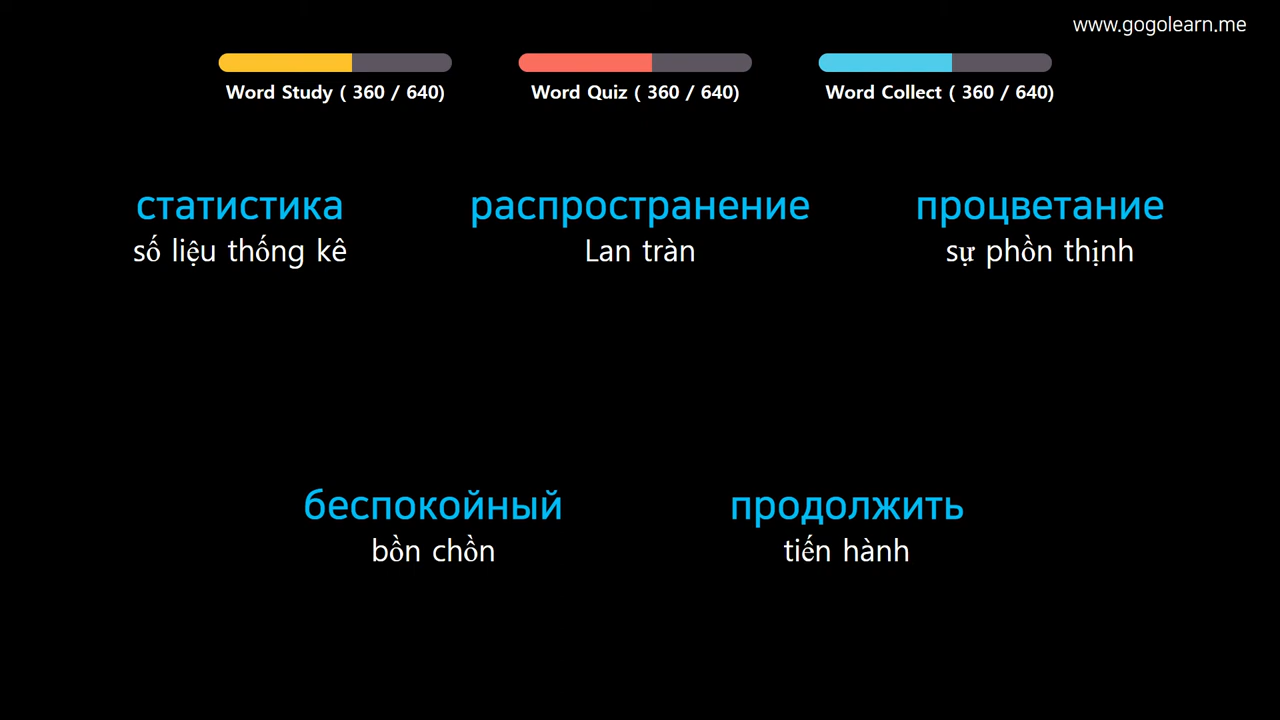 www.gogolearn.me
Word Study ( 360 / 640)
Word Quiz ( 360 / 640)
Word Collect ( 360 / 640)
статистика
số liệu thống kê
распространение
Lan tràn
процветание
sự phồn thịnh
беспокойный
bồn chồn
продолжить
tiến hành